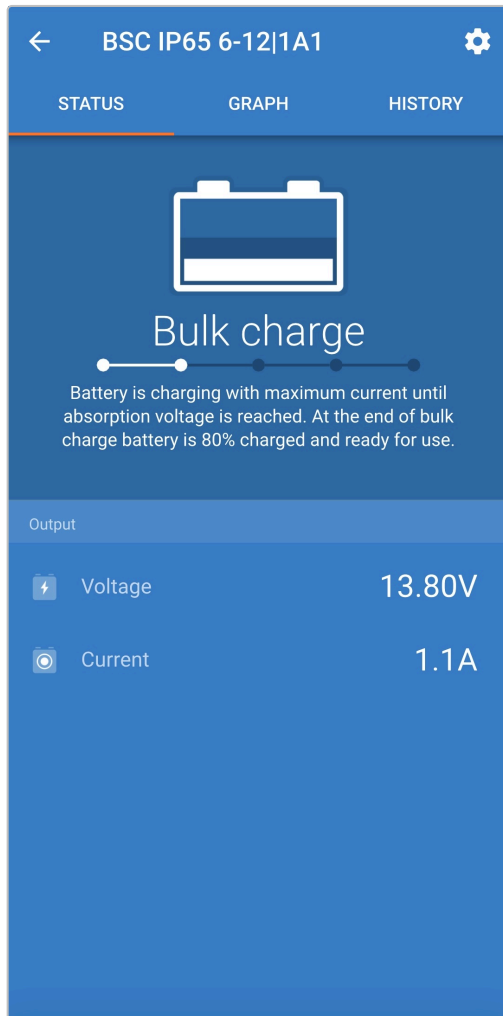 BSC IP65 6-12|1A1
STATUS GRAPH HISTORY
Bulk charge
Battery is charging with maximum current until
absorption voltage is reached. At the end of bulk
charge battery is 80% charged and ready for use.
Output
Voltage 13.80V
Current 1.1A